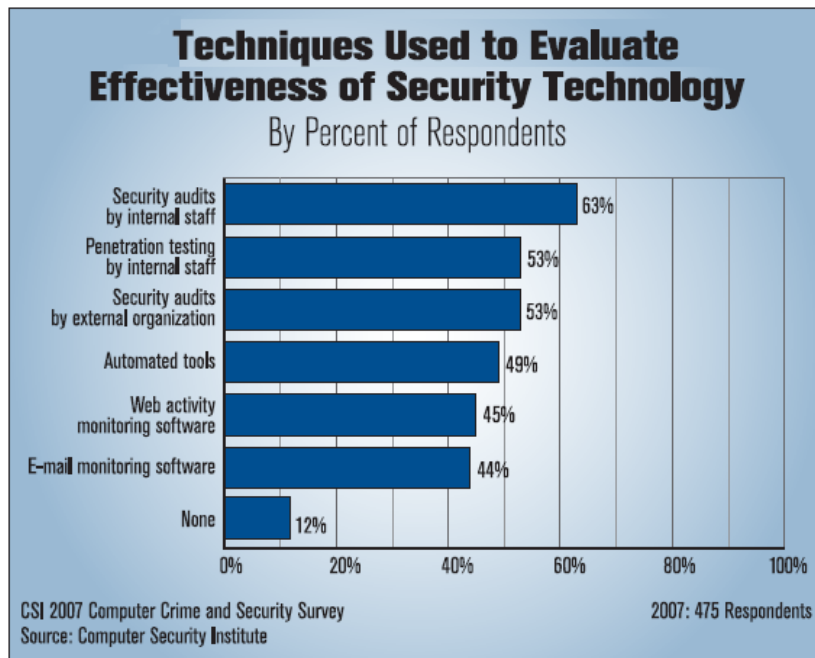 Techniques Used to Evaluate
Effectiveness of Security Technology
By Percent of Respondents
Security audits
by internal staff
63%
Penetration testing
by internal staff
53%
Security audits
by external organization
53%
Automated tools
49%
Web activity
monitoring software
45%
E-mail monitoring software
44%
None
12%
0% 20% 40% 60% 80% 100%
CSI 2007 Computer Crime and Security Survey
2007: 475 Respondents
Source: Computer Security Institute